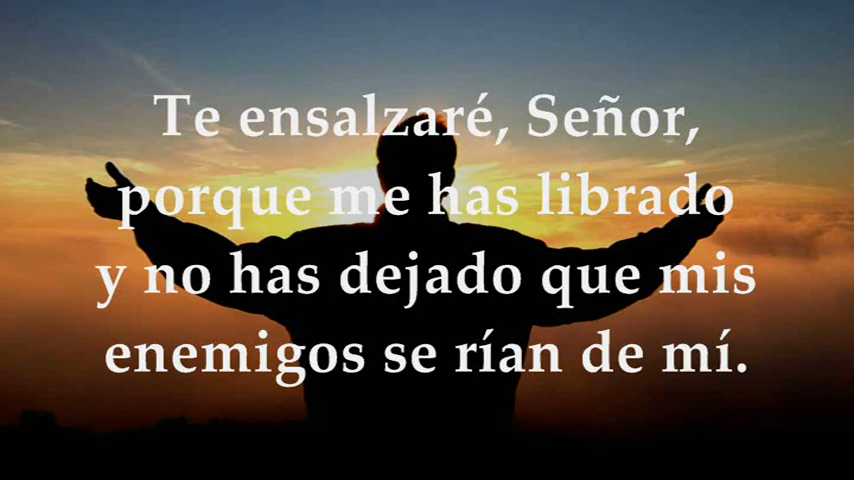 Te ensalzaré, Señor,
porque me has librado
y no has dejado que mis
enemigos se rían de mí.